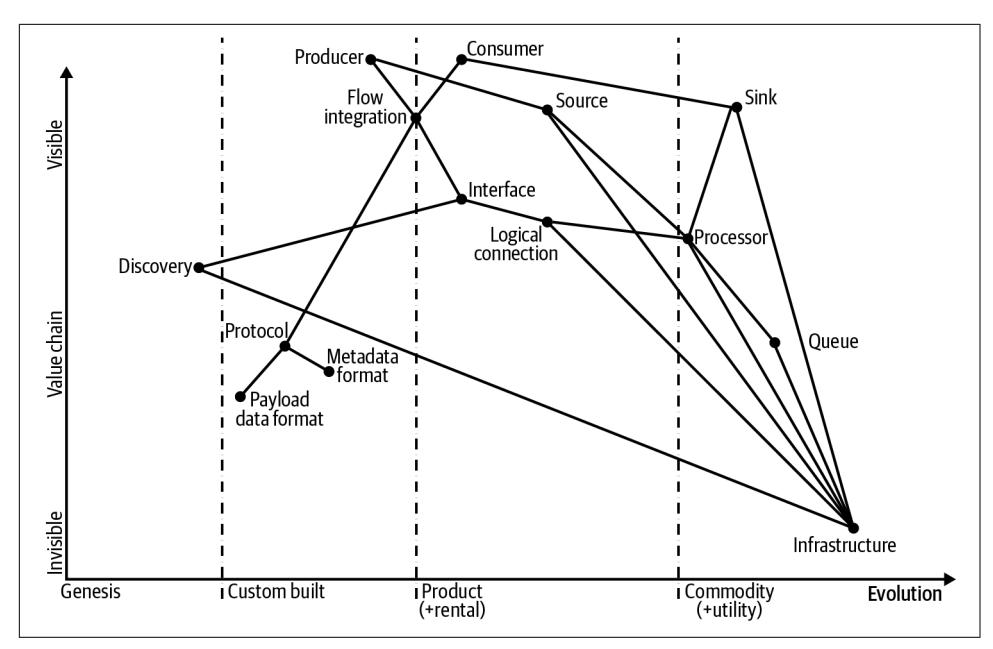 Producer
Consumer
Flow
integration
Source
Sink
Visible
Interface
Logical
connection
Processor
Discovery
Protocol
Metadata
format
Queue
Value chain
Payload
data format
Invisible
Infrastructure
Genesis
Custom built
Product
(+rental)
Commodity
(+utility)
Evolution